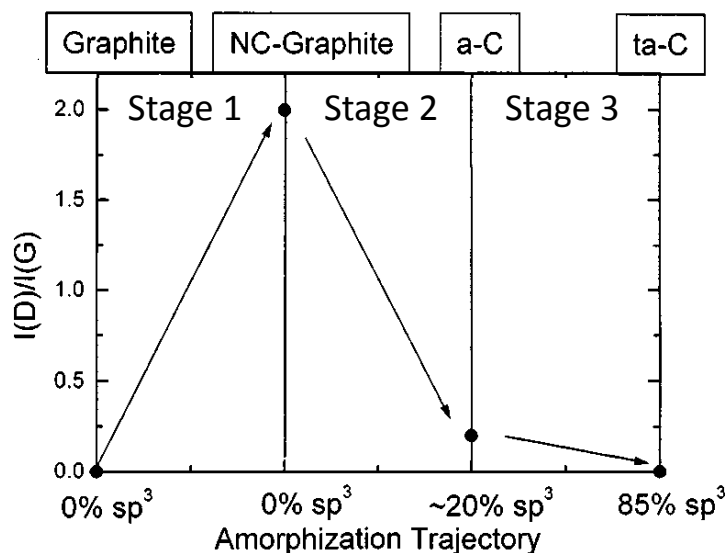 Graphite NC-Graphite a-C ta-C
Stage 1 Stage 2 Stage 3
2.0
1.5
1.0
0.5
0.0
I(D)/I(G)
0% sp³ 0% sp³ ~20% sp³ 85% sp³
Amorphization Trajectory